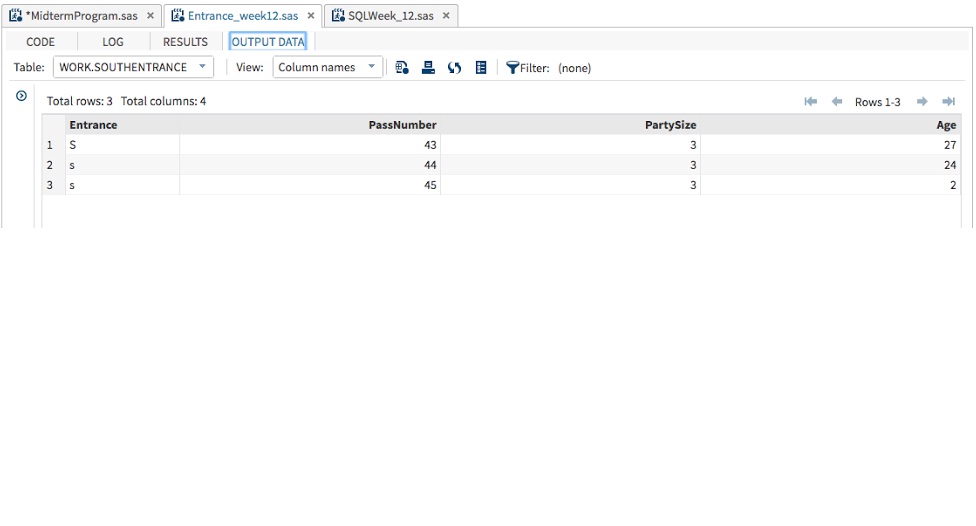 *MidtermProgram.sas × Entrance_week12.sas × SQLWeek_12.sas ×
CODE LOG RESULTS OUTPUT DATA
Table: WORK.SOUTHENTRANCE View: Column names Filter: (none)
Total rows: 3 Total columns: 4 Rows 1-3
Entrance PassNumber PartySize Age
1 S 43 3 27
2 s 44 3 24
3 s 45 3 2